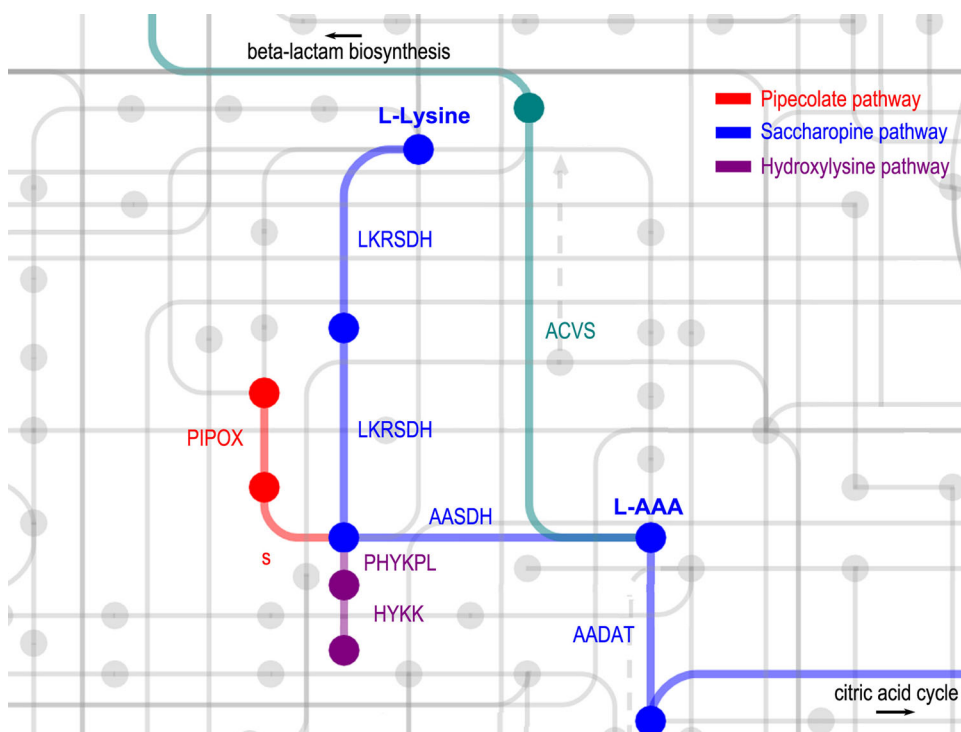 beta-lactam biosynthesis
L-Lysine
Pipecolate pathway
Saccharopine pathway
Hydroxylysine pathway
LKRSDH
ACVS
LKRSDH
PIPOX
AASDH
L-AAA
s
PHYKPL
HYKK
AADAT
citric acid cycle